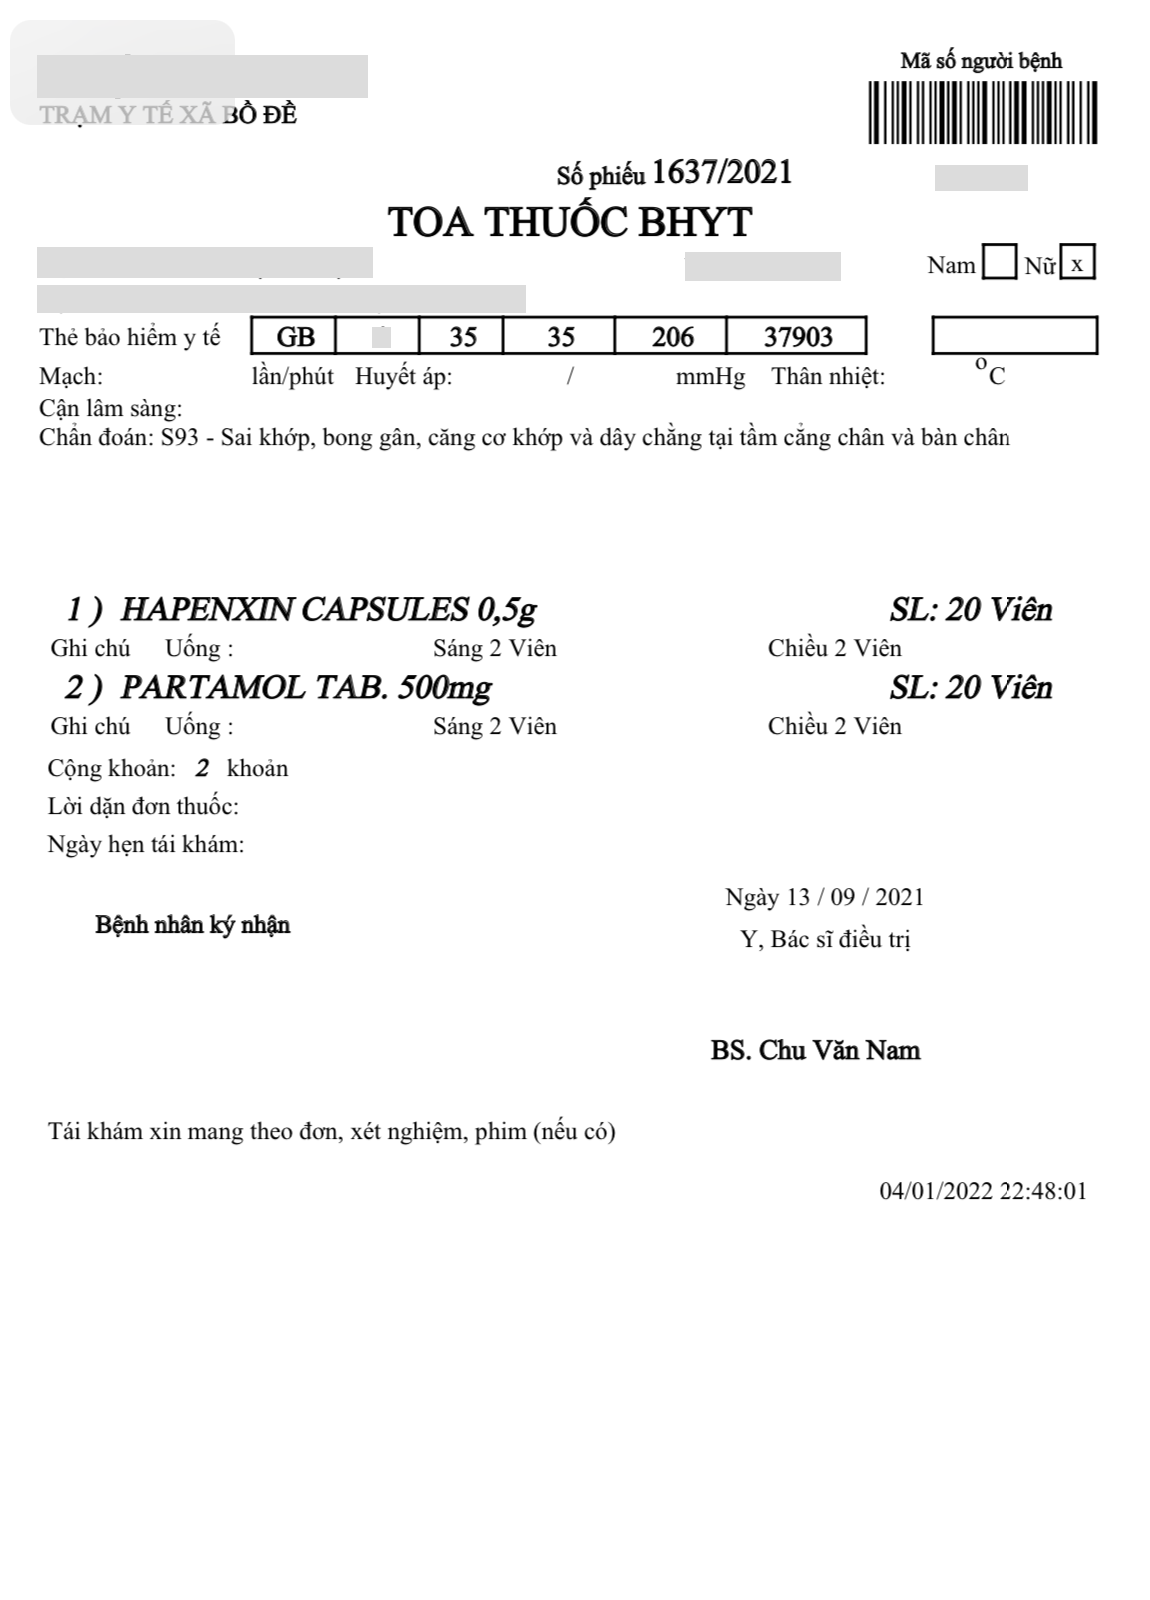 Mã số người bệnh
TRẠM Y TẾ XÃ BỒ ĐỀ
Số phiếu 1637/2021
TOA THUỐC BHYT
Nam Nữ x
Thẻ bảo hiểm y tế GB 35 35 206 37903
Mạch: lần/phút Huyết áp: / mmHg Thân nhiệt: °C
Cận lâm sàng:
Chẩn đoán: S93 - Sai khớp, bong gân, căng cơ khớp và dây chằng tại tầm cẳng chân và bàn chân
1 ) HAPENXIN CAPSULES 0,5g SL: 20 Viên
Ghi chú Uống : Sáng 2 Viên Chiều 2 Viên
2 ) PARTAMOL TAB. 500mg SL: 20 Viên
Ghi chú Uống : Sáng 2 Viên Chiều 2 Viên
Cộng khoản: 2 khoản
Lời dặn đơn thuốc:
Ngày hẹn tái khám:
Ngày 13 / 09 / 2021
Bệnh nhân ký nhận
Y, Bác sĩ điều trị
BS. Chu Văn Nam
Tái khám xin mang theo đơn, xét nghiệm, phim (nếu có)
04/01/2022 22:48:01